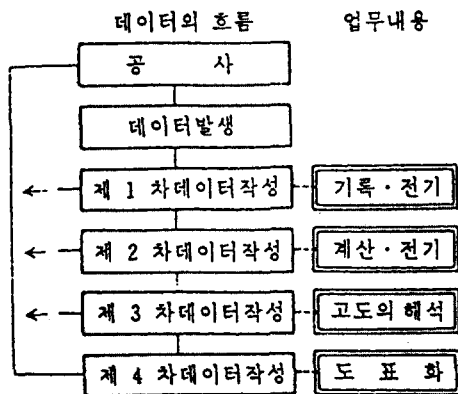 데이터의 흐름 업무내용
공 사
데이터발생
제 1 차데이터작성 기록·전기
제 2 차데이터작성 계산·전기
제 3 차데이터작성 고도의 해석
제 4 차데이터작성 도 표 화